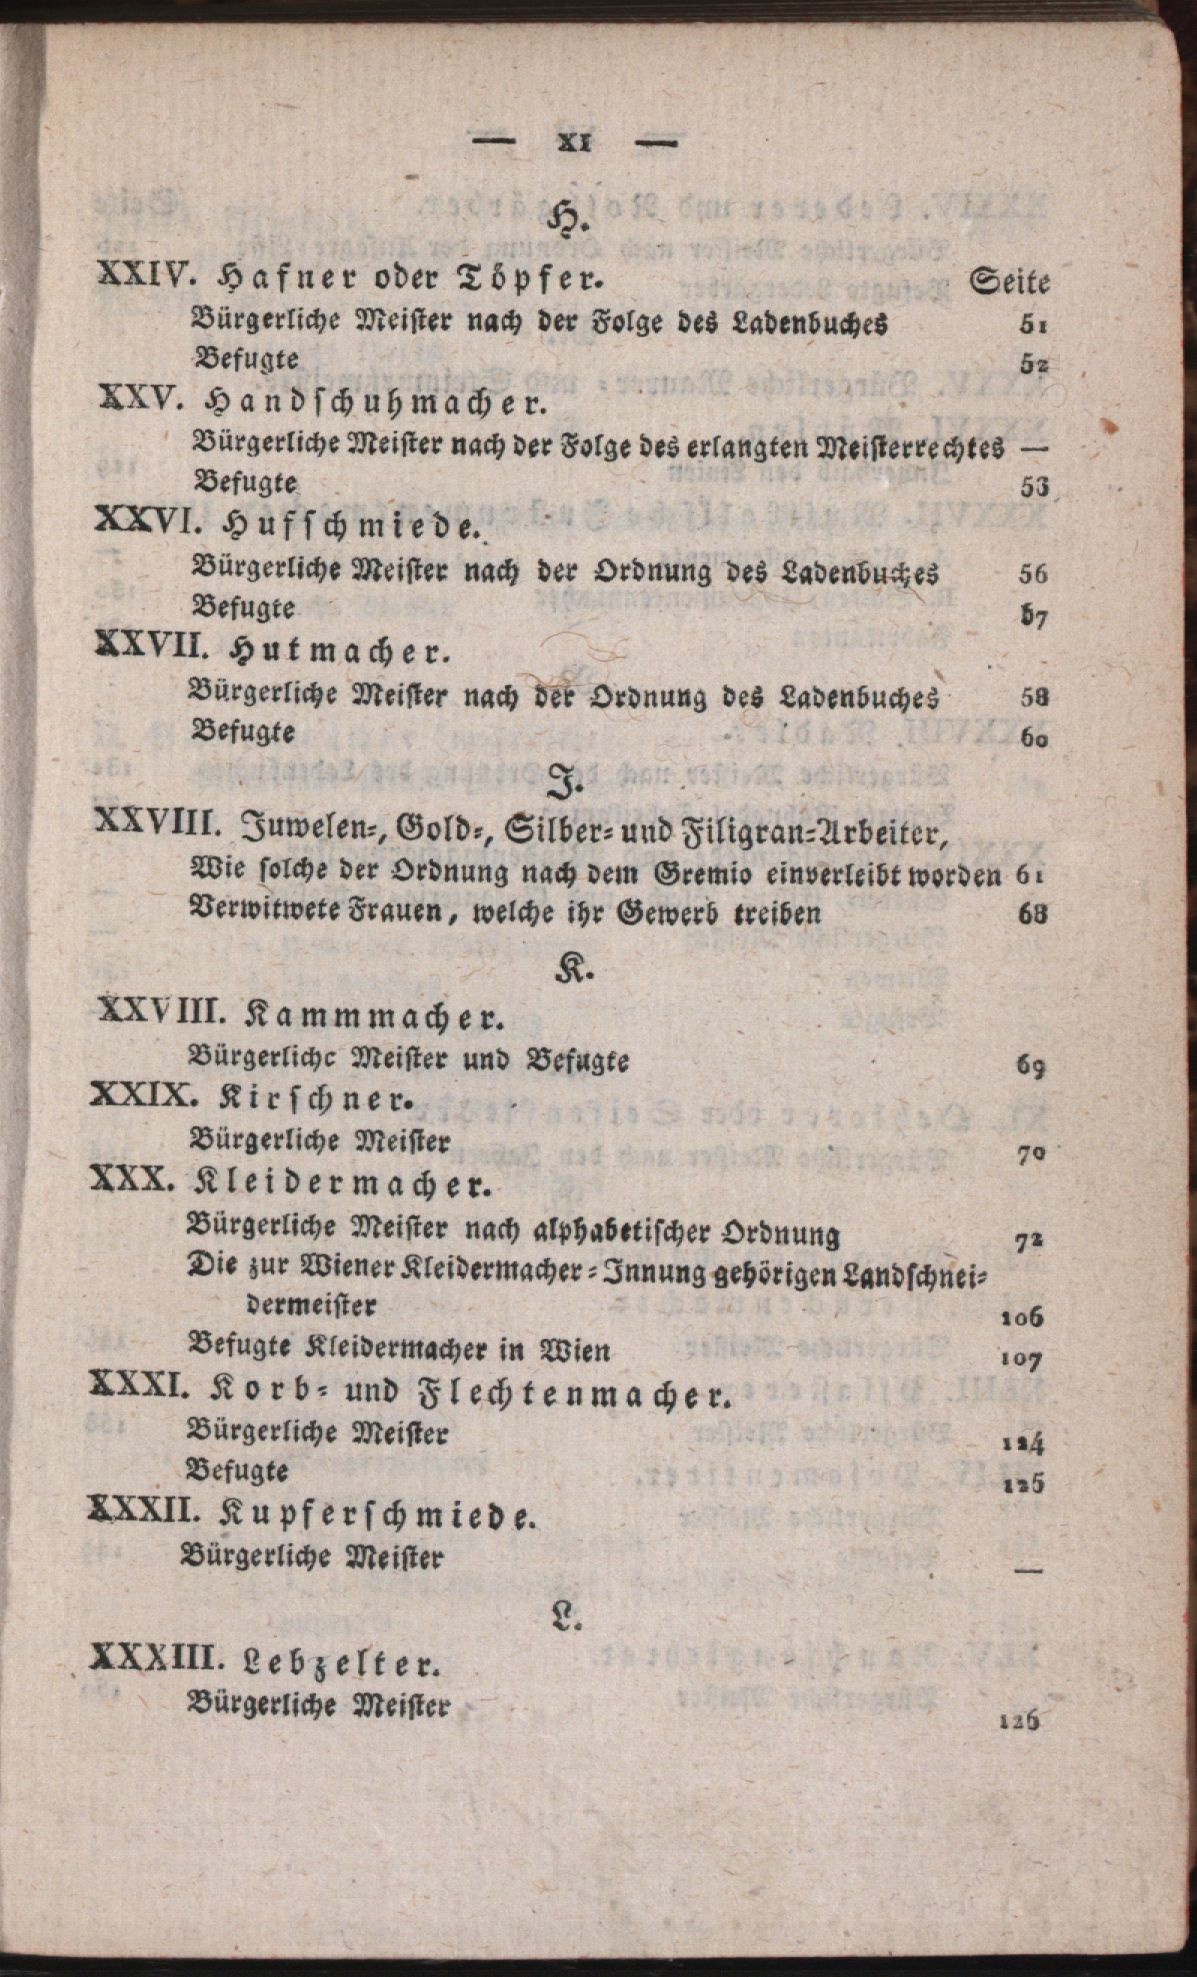 — XI —
H.
XXIV. Hafner oder Töpfer. Seite
Bürgerliche Meister nach der Folge des Ladenbuches 51
Befugte 52
XXV. Handschuhmacher.
Bürgerliche Meister nach der Folge des erlangten Meisterrechtes —
Befugte 53
XXVI. Hufschmiede.
Bürgerliche Meister nach der Ordnung des Ladenbuches 56
Befugte 57
XXVII. Hutmacher.
Bürgerliche Meister nach der Ordnung des Ladenbuches 58
Befugte 60
J.
XXVIII. Juwelen-, Gold-, Silber- und Filigran-Arbeiter,
Wie solche der Ordnung nach dem Gremio einverleibt worden 61
Verwitwete Frauen, welche ihr Gewerb treiben 68
K.
XXVIII. Kammmacher.
Bürgerliche Meister und Befugte 69
XXIX. Kirschner.
Bürgerliche Meister 70
XXX. Kleidermacher.
Bürgerliche Meister nach alphabetischer Ordnung 72
Die zur Wiener Kleidermacher-Innung gehörigen Landschnei-
dermeister 106
Befugte Kleidermacher in Wien 107
XXXI. Korb- und Flechtenmacher.
Bürgerliche Meister 124
Befugte 125
XXXII. Kupferschmiede.
Bürgerliche Meister —
L.
XXXIII. Lebzelter.
Bürgerliche Meister 126